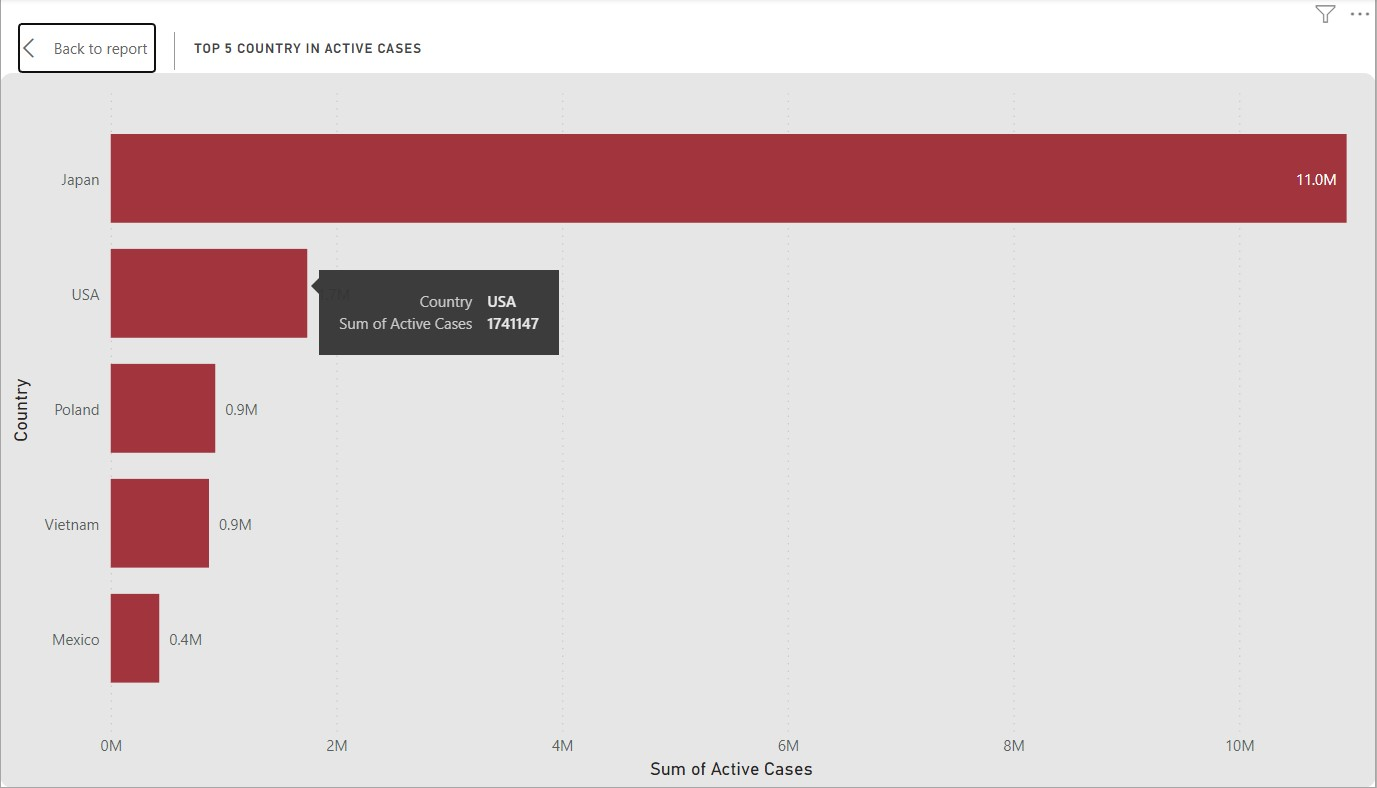 Back to report
TOP 5 COUNTRY IN ACTIVE CASES
Japan
11.0M
USA
Country USA
Sum of Active Cases 1741147
Poland
0.9M
Country
Vietnam
0.9M
Mexico
0.4M
0M 2M 4M 6M 8M 10M
Sum of Active Cases